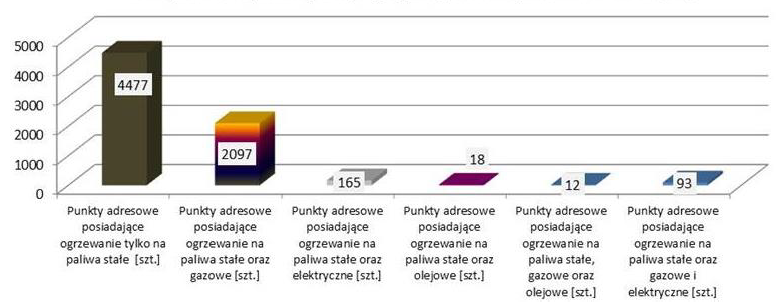 5000
4000
3000
2000
1000
0
4477
2097
165
18
12
93
Punkty adresowe
posiadające
ogrzewanie tylko na
paliwa stałe [szt.]
Punkty adresowe
posiadające
ogrzewanie na
paliwa stałe oraz
gazowe [szt.]
Punkty adresowe
posiadające
ogrzewanie na
paliwa stałe oraz
elektryczne [szt.]
Punkty adresowe
posiadające
ogrzewanie na
paliwa stałe oraz
olejowe [szt.]
Punkty adresowe
posiadające
ogrzewanie na
paliwa stałe,
gazowe oraz
olejowe [szt.]
Punkty adresowe
posiadające
ogrzewanie na
paliwa stałe oraz
gazowe i
elektryczne [szt.]